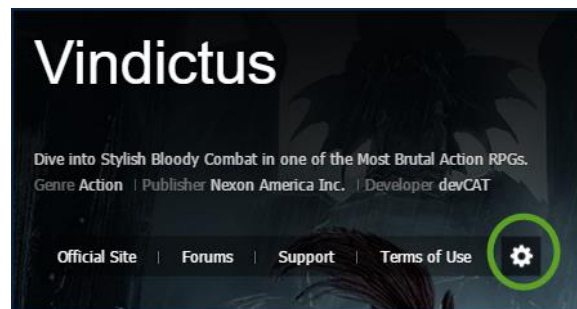 Vindictus
Dive into Stylish Bloody Combat in one of the Most Brutal Action RPGs.
Genre Action | Publisher Nexon America Inc. | Developer devCAT
Official Site | Forums | Support | Terms of Use